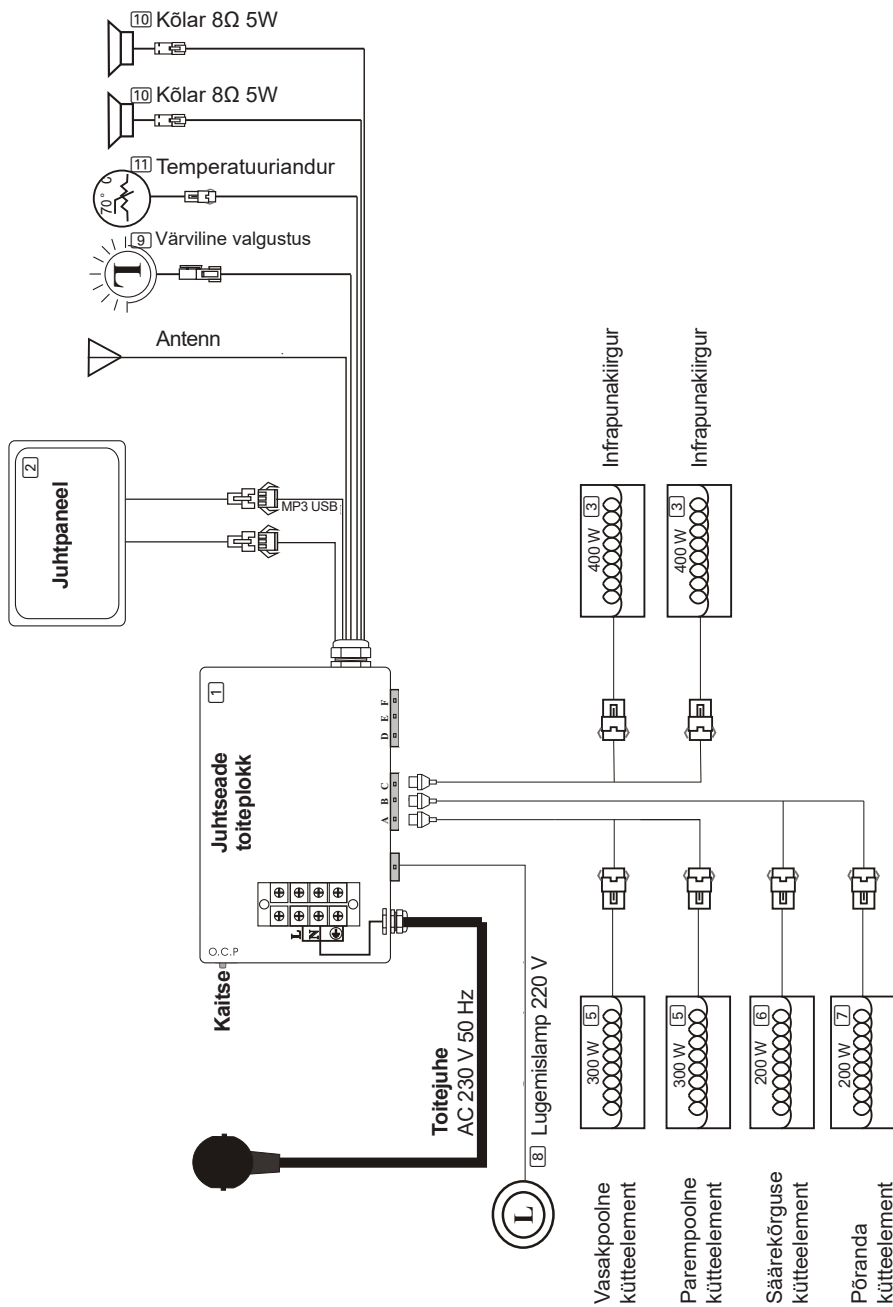 10 Kõlar 8Ω 5W
10 Kõlar 8Ω 5W
11 Temperatuuriandur
70° C
9 Värviline valgustus
L
Antenn
2
Juhtpaneel
MP3 USB
1
Juhtseade
toiteplokk
O.C.P
Kaitse
L
N
A B C
D E F
Toitejuhe
AC 230 V 50 Hz
L
8 Lugemislamp 220 V
3
400 W
Infrapunakiirgur
3
400 W
Infrapunakiirgur
5
300 W
Vasakpoolne
kütteelement
5
300 W
Parempoolne
kütteelement
6
200 W
Säärekõrguse
kütteelement
7
200 W
Põranda
kütteelement